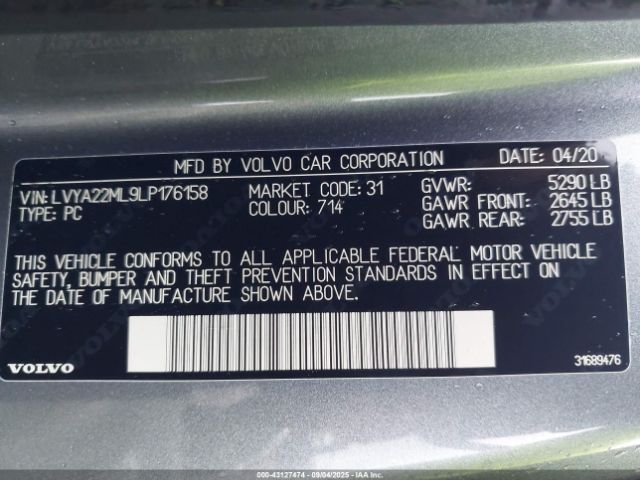 MFD BY VOLVO CAR CORPORATION DATE: 04/20
VIN: LVYA22ML9LP176158 MARKET CODE: 31 GVWR: 5290 LB
TYPE: PC COLOUR: 714 GAWR FRONT: 2645 LB
GAWR REAR: 2755 LB
THIS VEHICLE CONFORMS TO ALL APPLICABLE FEDERAL MOTOR VEHICLE
SAFETY, BUMPER AND THEFT PREVENTION STANDARDS IN EFFECT ON
THE DATE OF MANUFACTURE SHOWN ABOVE.
VOLVO 31689476
000-43127474 - 09/04/2025 - IAA Inc.